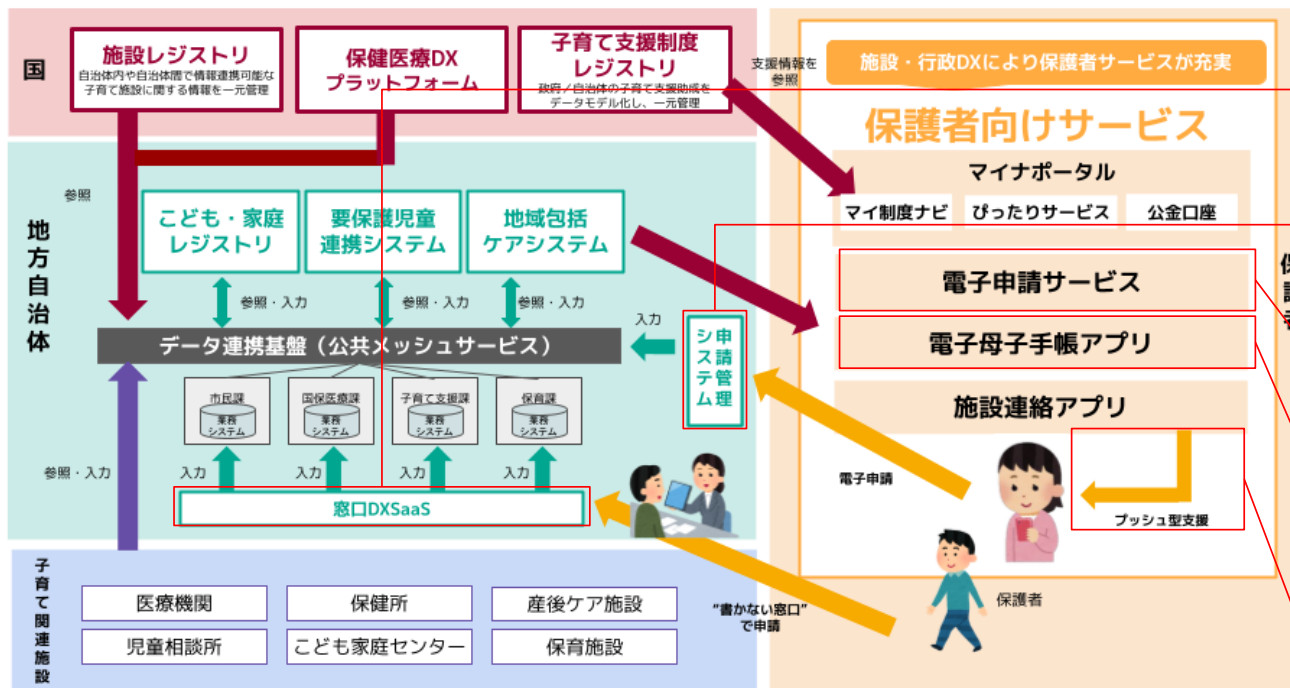 国
施設レジストリ
自治体内や自治体間で情報連携可能な
子育て施設に関する情報を一元管理
保健医療DX
プラットフォーム
子育て支援制度
レジストリ
政府／自治体の子育て支援助成を
データモデル化し、一元管理
支援情報を
参照
施設・行政DXにより保護者サービスが充実
保護者向けサービス
マイナポータル
マイ制度ナビ
ぴったりサービス
公金口座
電子申請サービス
電子母子手帳アプリ
施設連絡アプリ
プッシュ型支援
保護者
地方自治体
参照
こども・家庭
レジストリ
要保護児童
連携システム
地域包括
ケアシステム
参照・入力
参照・入力
参照・入力
入力
データ連携基盤（公共メッシュサービス）
申請管理
システム
市民課
業務
システム
国保医療課
業務
システム
子育て支援課
業務
システム
保育課
業務
システム
参照・入力
入力
入力
入力
入力
窓口DXSaaS
電子申請
"書かない窓口"
で申請
子育て関連施設
医療機関
保健所
産後ケア施設
児童相談所
こども家庭センター
保育施設